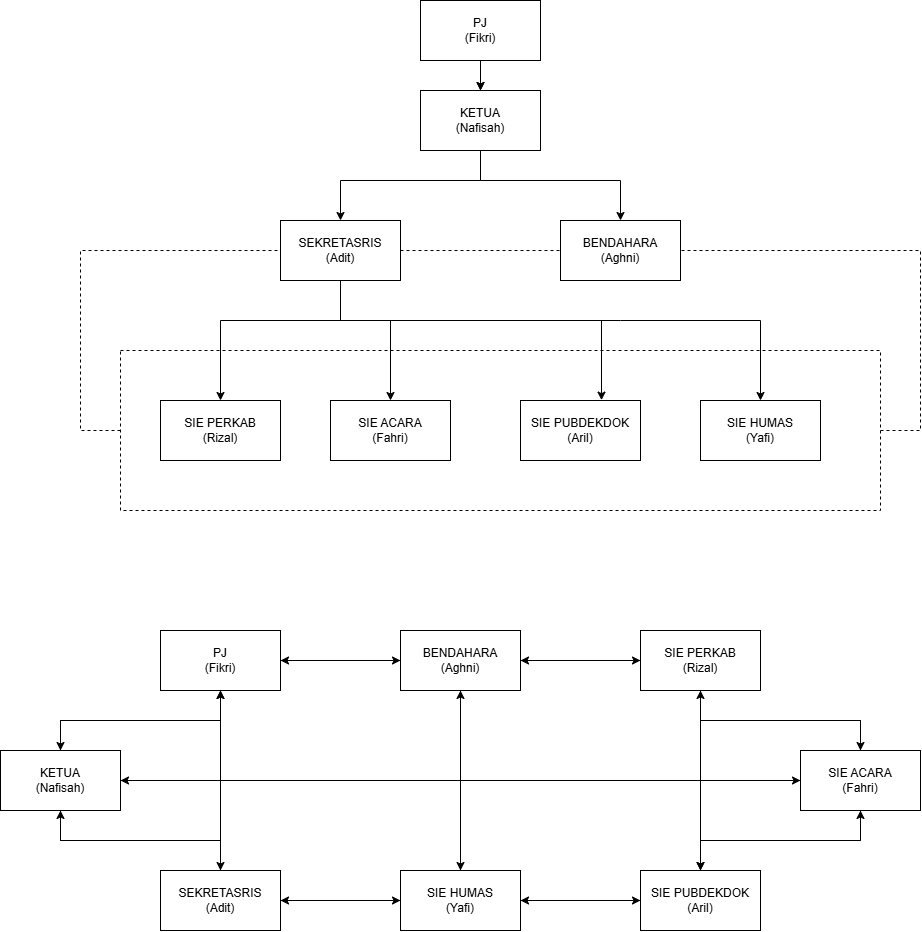 PJ
(Fikri)
KETUA
(Nafisah)
SEKRETASRIS
(Adit)
BENDAHARA
(Aghni)
SIE PERKAB
(Rizal)
SIE ACARA
(Fahri)
SIE PUBDEKDOK
(Aril)
SIE HUMAS
(Yafi)
PJ
(Fikri)
BENDAHARA
(Aghni)
SIE PERKAB
(Rizal)
KETUA
(Nafisah)
SIE ACARA
(Fahri)
SEKRETASRIS
(Adit)
SIE HUMAS
(Yafi)
SIE PUBDEKDOK
(Aril)